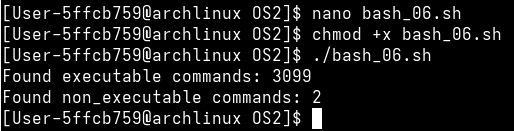 [User-5ffcb759@archlinux OS2]$ nano bash_06.sh
[User-5ffcb759@archlinux OS2]$ chmod +x bash_06.sh
[User-5ffcb759@archlinux OS2]$ ./bash_06.sh
Found executable commands: 3099
Found non_executable commands: 2
[User-5ffcb759@archlinux OS2]$